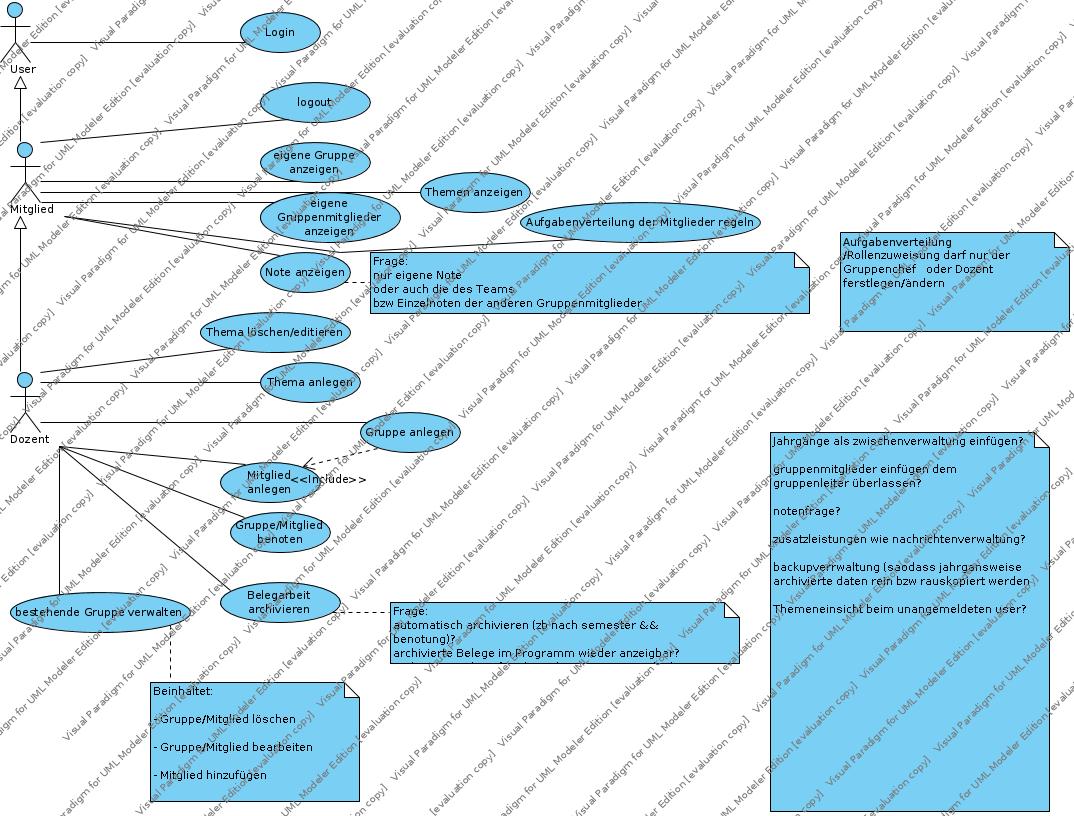 Login
User
logout
eigene Gruppe
anzeigen
Themen anzeigen
Mitglied
eigene
Gruppenmitglieder
anzeigen
Aufgabenverteilung der Mitglieder regeln
Note anzeigen
Frage:
nur eigene Note
oder auch die des Teams
bzw Einzelnoten der anderen Gruppenmitglieder
Aufgabenverteilung
/Rollenzuweisung darf nur der
Gruppenchef oder Dozent
ferstlegen/ändern
Thema löschen/editieren
Thema anlegen
Dozent
Gruppe anlegen
Mitglied
anlegen
<<Include>>
Gruppe/Mitglied
benoten
Belegarbeit
archivieren
bestehende Gruppe verwalten
Frage:
automatisch archivieren (zb nach semester &&
benotung)?
archivierte Belege im Programm wieder anzeigbar?
Beinhaltet:
- Gruppe/Mitglied löschen
- Gruppe/Mitglied bearbeiten
- Mitglied hinzufügen
Jahrgänge als zwischenverwaltung einfügen?
gruppenmitglieder einfügen dem
gruppenleiter überlassen?
notenfrage?
zusatzleistungen wie nachrichtenverwaltung?
backupverrwaltung (saodass jahrgansweise
archivierte daten rein bzw rauskopiert werden
Themeneinsicht beim unangemeldeten user?
Visual Paradigm for UML Modeler Edition [evaluation copy]